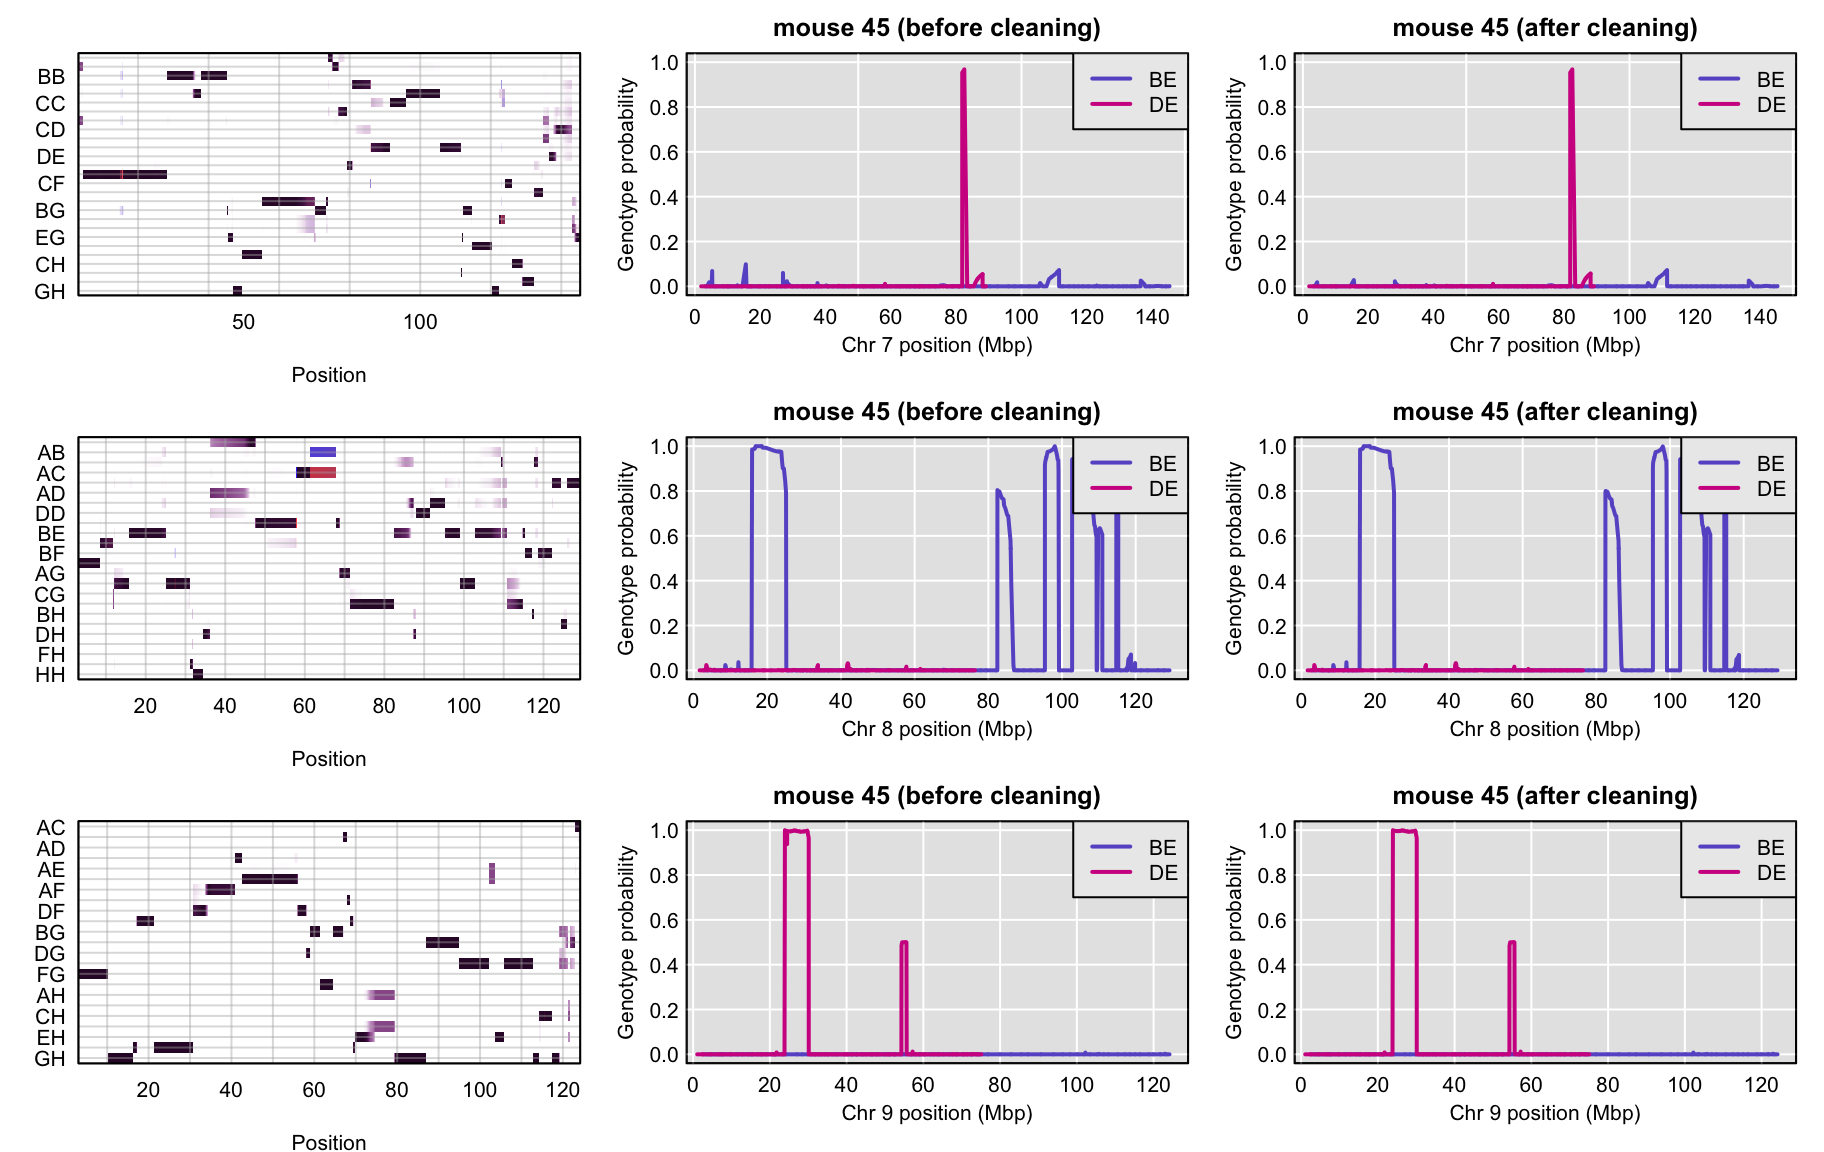 mouse 45 (before cleaning)
mouse 45 (after cleaning)
BB
CC
CD
DE
CF
BG
EG
CH
GH
50
100
Position
Genotype probability
1.0
0.8
0.6
0.4
0.2
0.0
BE
DE
0 20 40 60 80 100 120 140
Chr 7 position (Mbp)
Genotype probability
1.0
0.8
0.6
0.4
0.2
0.0
BE
DE
0 20 40 60 80 100 120 140
Chr 7 position (Mbp)
mouse 45 (before cleaning)
mouse 45 (after cleaning)
AB
AC
AD
DD
BE
BF
AG
CG
BH
DH
FH
HH
20 40 60 80 100 120
Position
Genotype probability
1.0
0.8
0.6
0.4
0.2
0.0
BE
DE
0 20 40 60 80 100 120
Chr 8 position (Mbp)
Genotype probability
1.0
0.8
0.6
0.4
0.2
0.0
BE
DE
0 20 40 60 80 100 120
Chr 8 position (Mbp)
mouse 45 (before cleaning)
mouse 45 (after cleaning)
AC
AD
AE
AF
DF
BG
DG
FG
AH
CH
EH
GH
20 40 60 80 100 120
Position
Genotype probability
1.0
0.8
0.6
0.4
0.2
0.0
BE
DE
0 20 40 60 80 100 120
Chr 9 position (Mbp)
Genotype probability
1.0
0.8
0.6
0.4
0.2
0.0
BE
DE
0 20 40 60 80 100 120
Chr 9 position (Mbp)